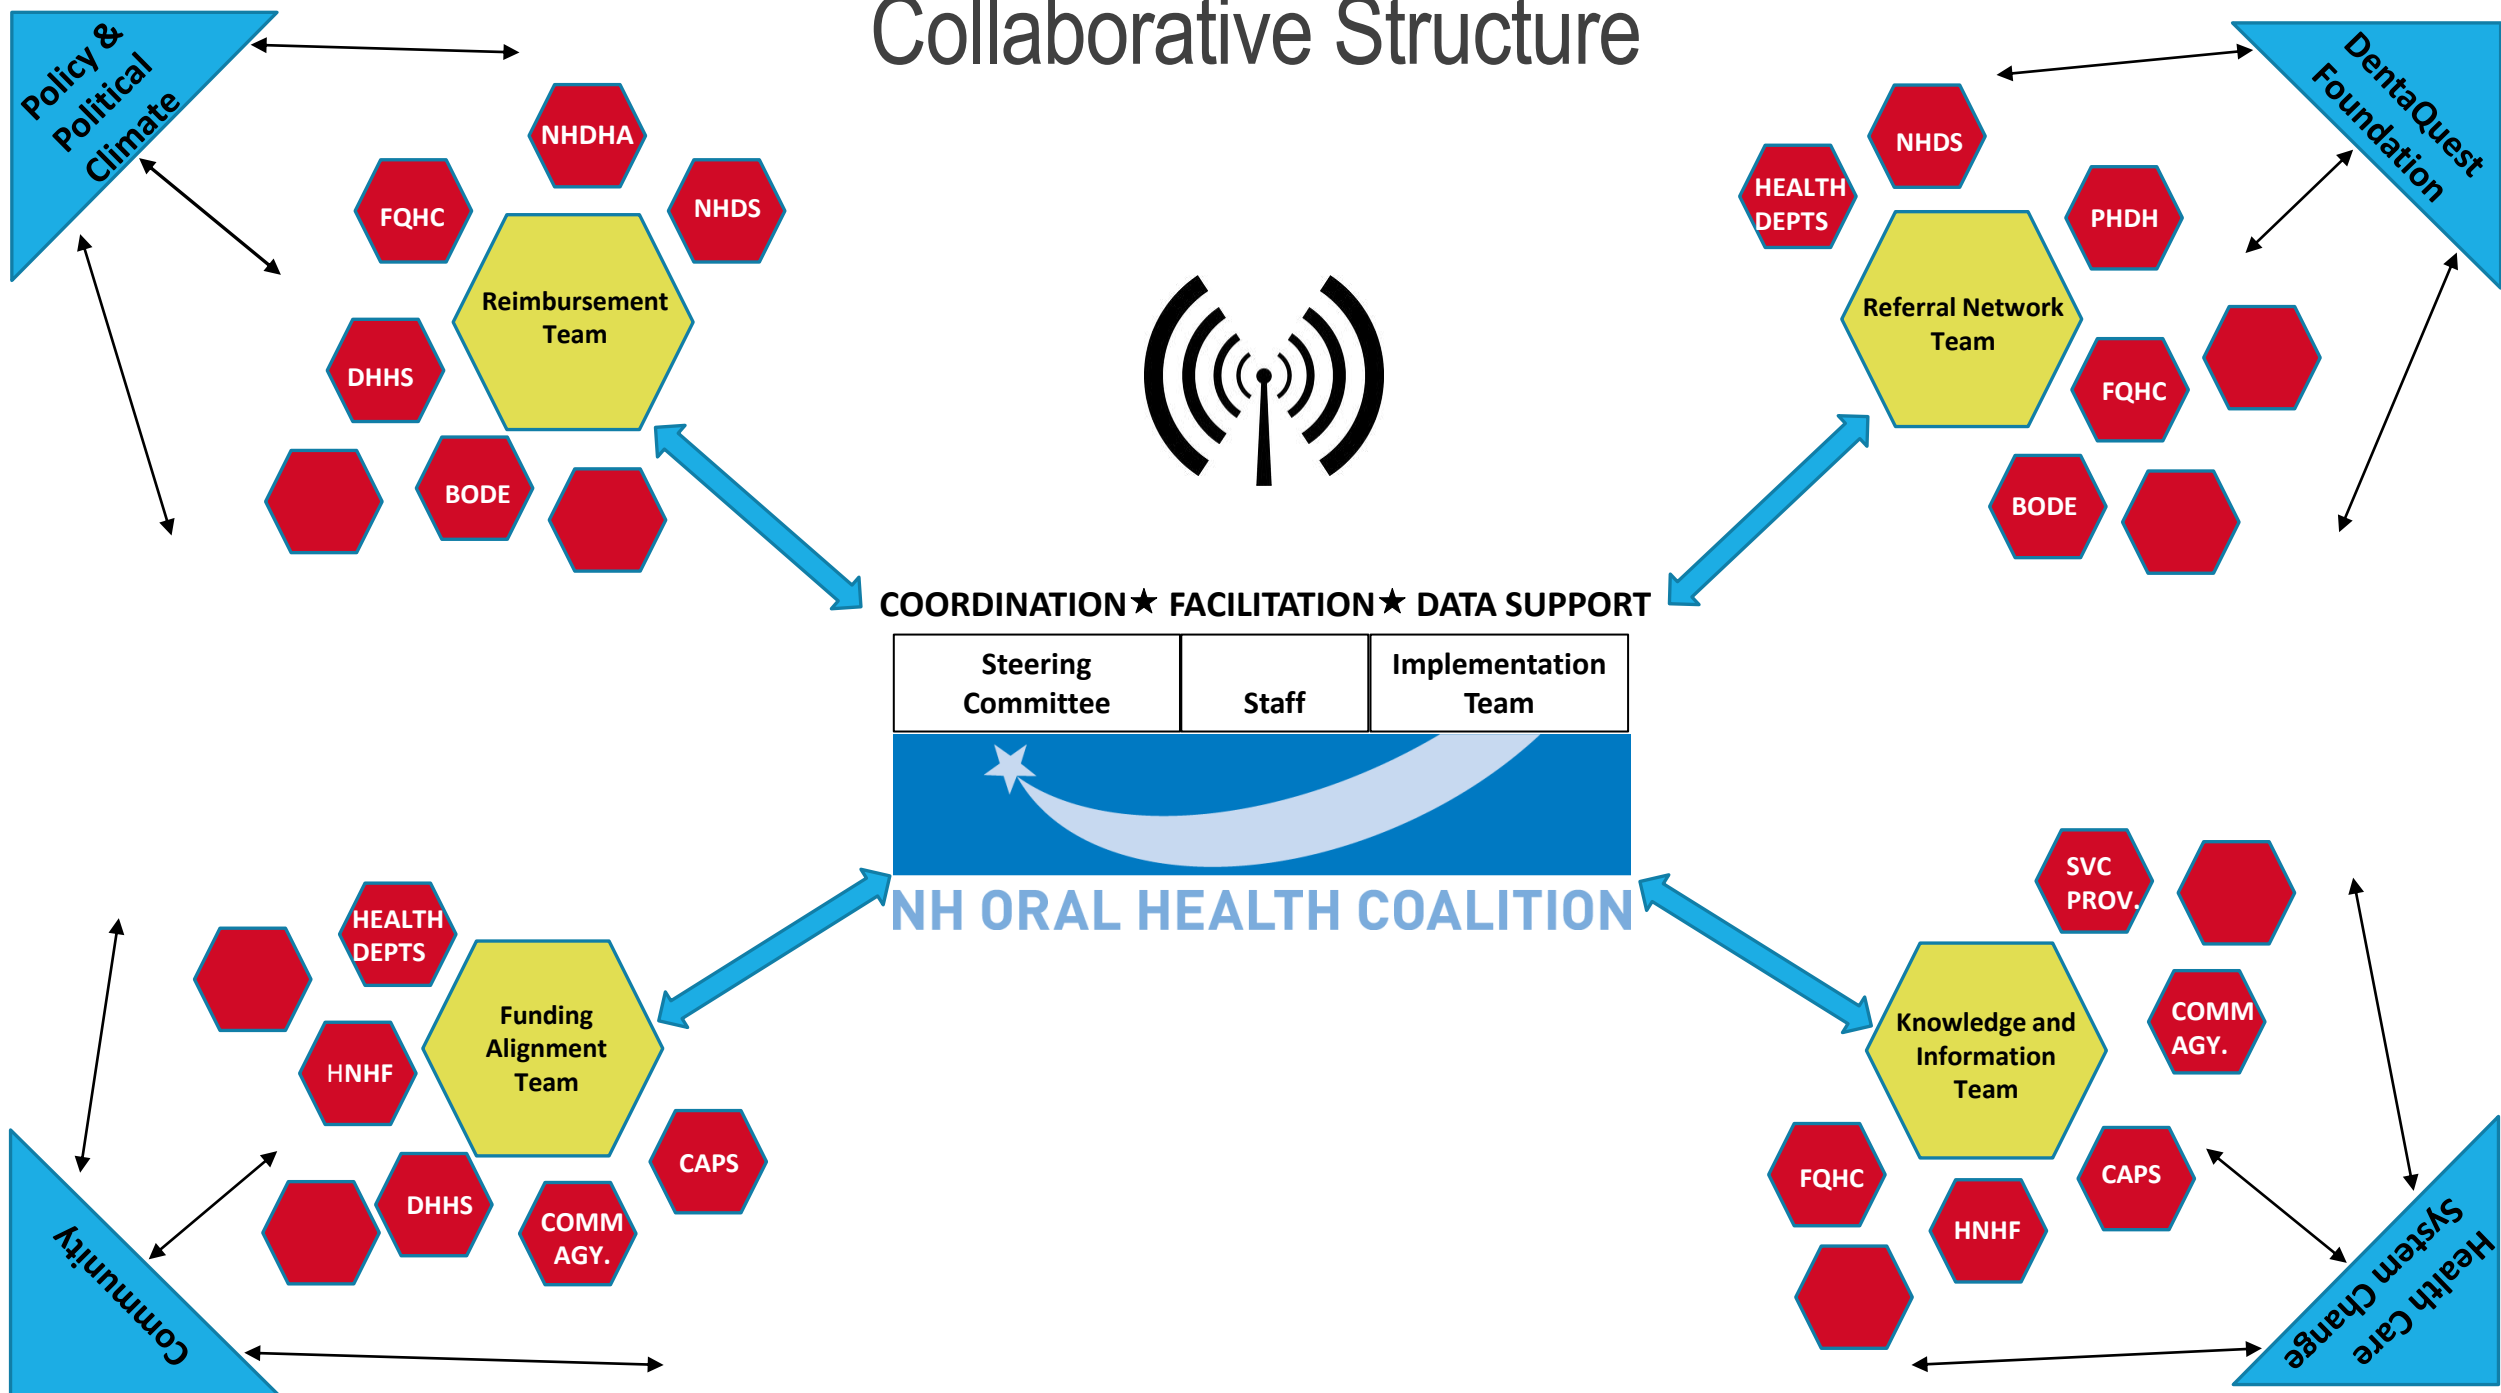 Collaborative Structure
Policy &
Political
Climate
DentaQuest
Foundation
NHDHA
FQHC
NHDS
Reimbursement
Team
DHHS
BODE
NHDS
HEALTH
DEPTS
PHDH
Referral Network
Team
FQHC
BODE
COORDINATION★ FACILITATION★ DATA SUPPORT
Steering
Committee
Staff
Implementation
Team
NH ORAL HEALTH COALITION
HEALTH
DEPTS
Funding
Alignment
Team
HNHF
CAPS
DHHS
COMM
AGY.
SVC
PROV.
COMM
AGY.
Knowledge and
Information
Team
FQHC
CAPS
HNHF
Community
Health Care
System Change